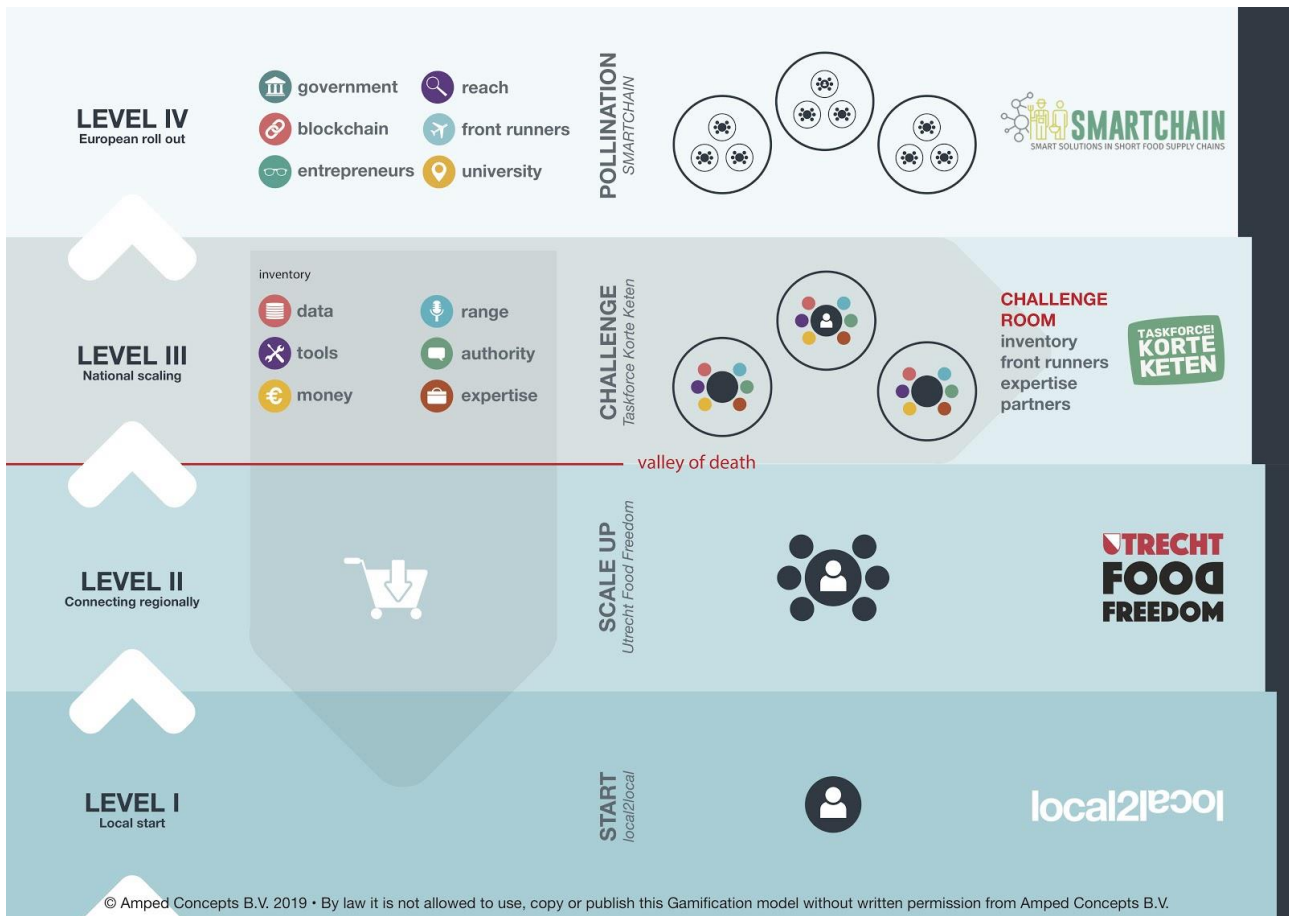 LEVEL IV
European roll out
government
reach
blockchain
front runners
entrepreneurs
university
POLLINATION
SMARTCHAIN
SMARTCHAIN
SMART SOLUTIONS IN SHORT FOOD SUPPLY CHAINS
LEVEL III
National scaling
inventory
data
range
tools
authority
money
expertise
CHALLENGE
Taskforce Korte Keten
CHALLENGE
ROOM
inventory
front runners
expertise
partners
TASKFORCE!
KORTE
KETEN
valley of death
LEVEL II
Connecting regionally
SCALE UP
Utrecht Food Freedom
UTRECHT
FOOD
FREEDOM
LEVEL I
Local start
START
local2local
local2local
© Amped Concepts B.V. 2019 • By law it is not allowed to use, copy or publish this Gamification model without written permission from Amped Concepts B.V.